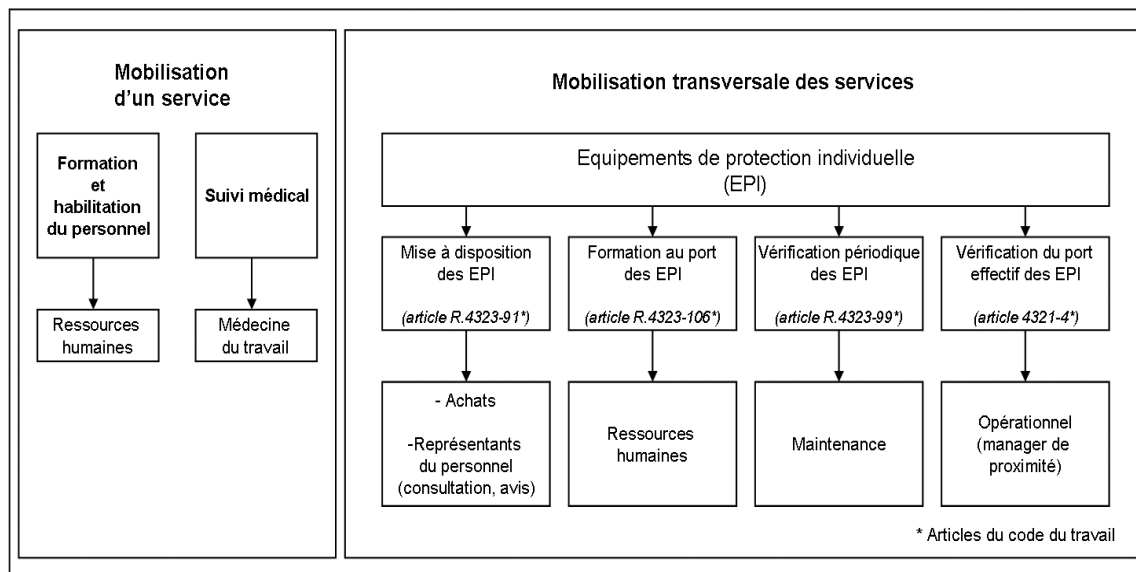 Mobilisation
d'un service
Formation
et
habilitation
du personnel
Suivi médical
Ressources
humaines
Médecine
du travail
Mobilisation transversale des services
Equipements de protection individuelle
(EPI)
Mise à disposition
des EPI
(article R.4323-91*)
Formation au port
des EPI
(article R.4323-106*)
Vérification périodique
des EPI
(article R.4323-99*)
Vérification du port
effectif des EPI
(article 4321-4*)
- Achats
-Représentants
du personnel
(consultation, avis)
Ressources
humaines
Maintenance
Opérationnel
(manager de
proximité)
* Articles du code du travail